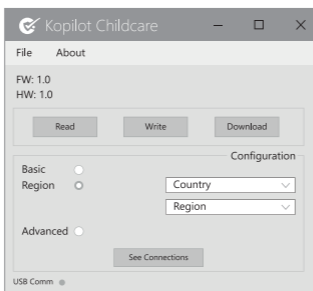 Kopilot Childcare
File About
FW: 1.0
HW: 1.0
Read Write Download
Configuration
Basic
Region Country
Region
Advanced
See Connections
USB Comm